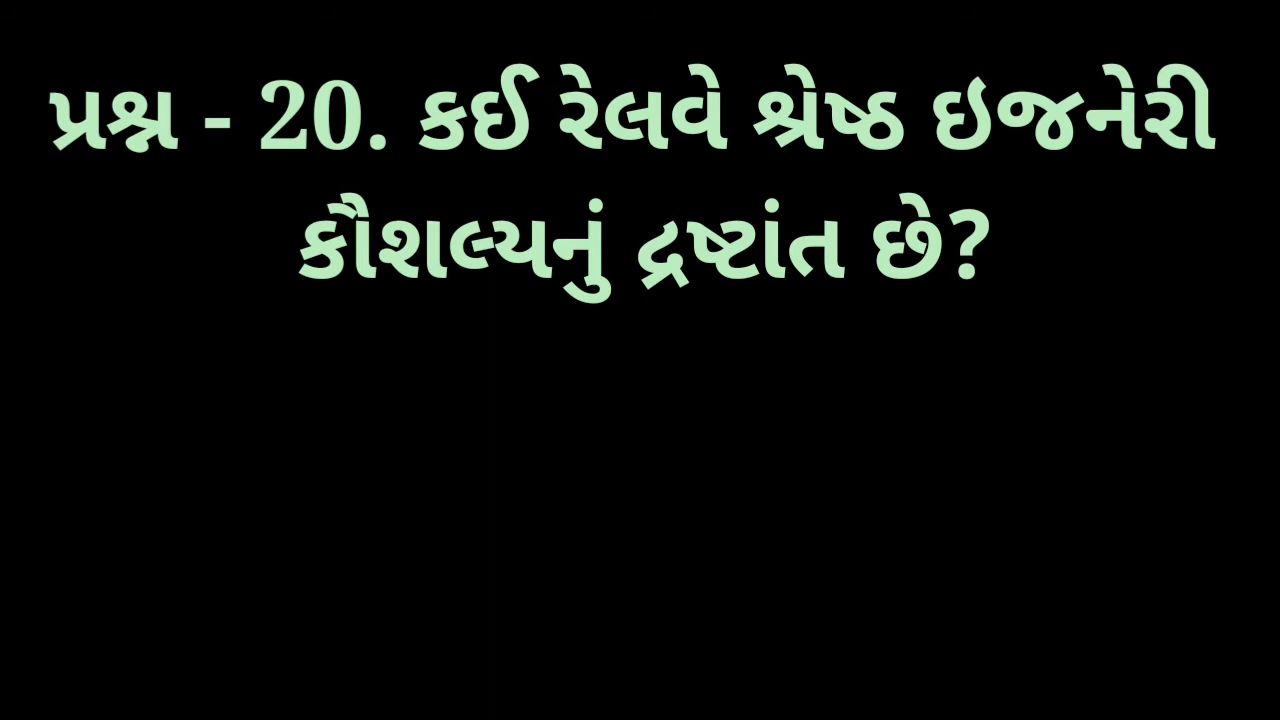 પ્રશ્ન - 20. કઈ રેલવે શ્રેષ્ઠ ઇજનેરી
કૌશલ્યનું દ્રષ્ટાંત છે?